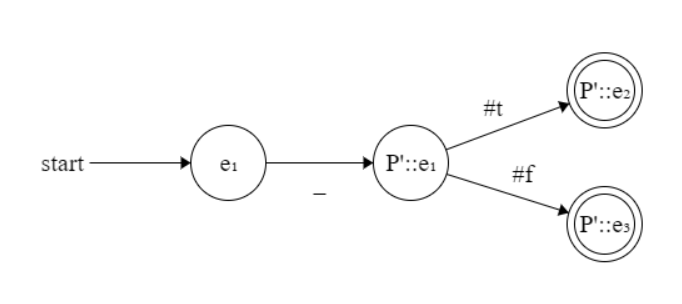 P'::e₂
#t
start
e₁
P'::e₁
#f
_
P'::e₃